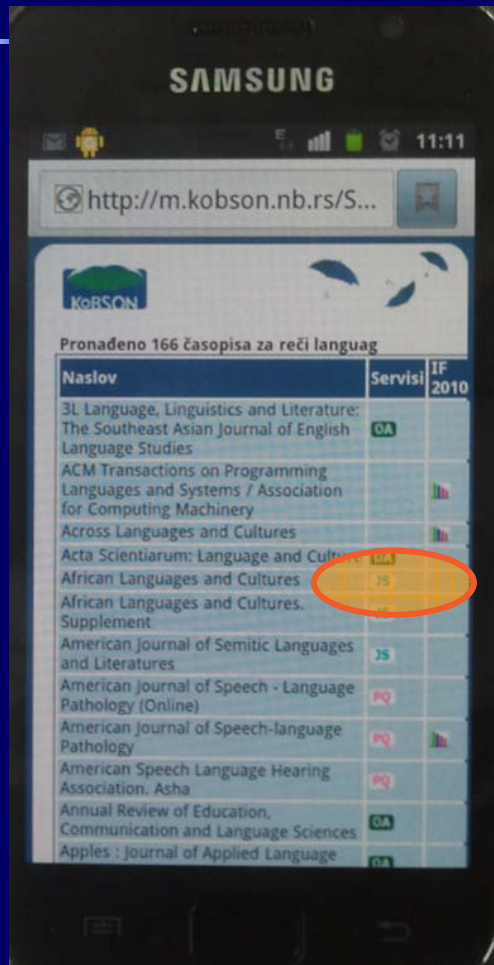 SAMSUNG
11:11
http://m.kobson.nb.rs/S...
KoBSON
Pronađeno 166 časopisa za reči languag
Naslov Servisi IF 2010
3L Language, Linguistics and Literature:
The Southeast Asian Journal of English OA
Language Studies
ACM Transactions on Programming
Languages and Systems / Association
for Computing Machinery
Across Languages and Cultures
Acta Scientiarum: Language and Culture OA
African Languages and Cultures JS
African Languages and Cultures. JS
Supplement
American Journal of Semitic Languages JS
and Literatures
American Journal of Speech - Language PQ
Pathology (Online)
American Journal of Speech-language PQ
Pathology
American Speech Language Hearing PQ
Association. Asha
Annual Review of Education, OA
Communication and Language Sciences
Apples : Journal of Applied Language OA